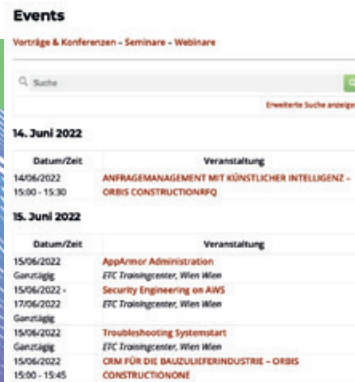 Events
Vorträge & Konferenzen – Seminare – Webinare
Suche
Erweiterte Suche anzeigen
14. Juni 2022
Datum/Zeit Veranstaltung
14/06/2022 ANFRAGEMANAGEMENT MIT KÜNSTLICHER INTELLIGENZ –
15:00 - 15:30 ORBIS CONSTRUCTIONRFQ
15. Juni 2022
Datum/Zeit Veranstaltung
15/06/2022 AppArmor Administration
Ganztägig ETC Trainingcenter, Wien Wien
15/06/2022 - Security Engineering on AWS
17/06/2022 ETC Trainingcenter, Wien Wien
Ganztägig
15/06/2022 Troubleshooting Systemstart
Ganztägig ETC Trainingcenter, Wien Wien
15/06/2022 CRM FÜR DIE BAUZULIEFERINDUSTRIE – ORBIS
15:00 - 15:45 CONSTRUCTIONONE